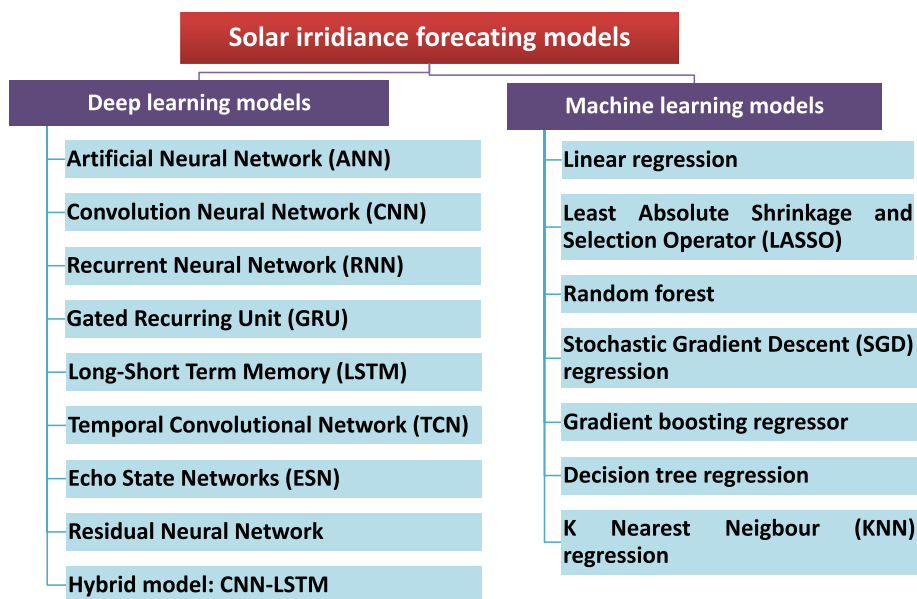 Solar irridiance forecating models
Deep learning models
Artificial Neural Network (ANN)
Convolution Neural Network (CNN)
Recurrent Neural Network (RNN)
Gated Recurring Unit (GRU)
Long-Short Term Memory (LSTM)
Temporal Convolutional Network (TCN)
Echo State Networks (ESN)
Residual Neural Network
Hybrid model: CNN-LSTM
Machine learning models
Linear regression
Least Absolute Shrinkage and
Selection Operator (LASSO)
Random forest
Stochastic Gradient Descent (SGD)
regression
Gradient boosting regressor
Decision tree regression
K Nearest Neigbour (KNN)
regression